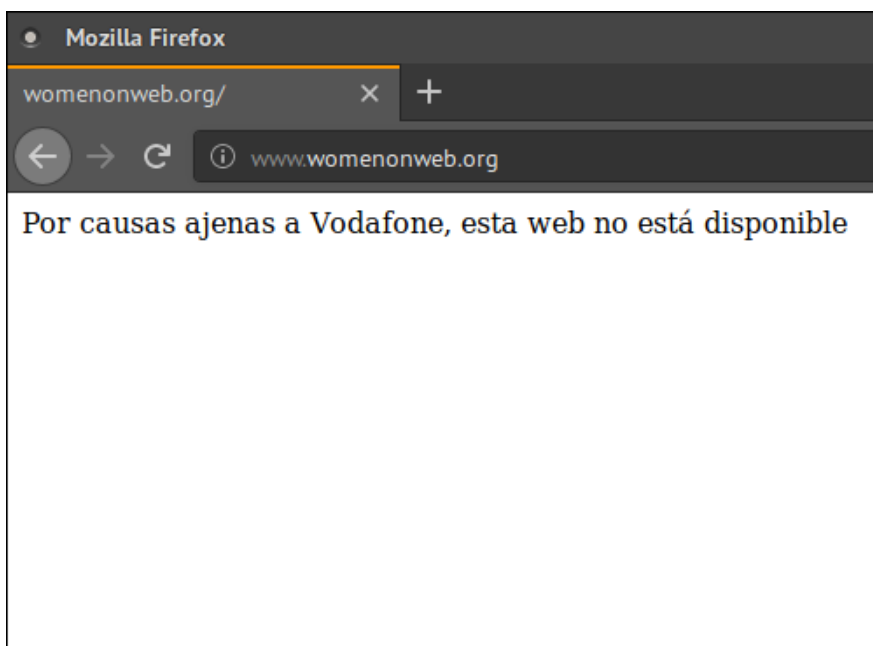 Mozilla Firefox
womenonweb.org/
www.womenonweb.org
Por causas ajenas a Vodafone, esta web no está disponible